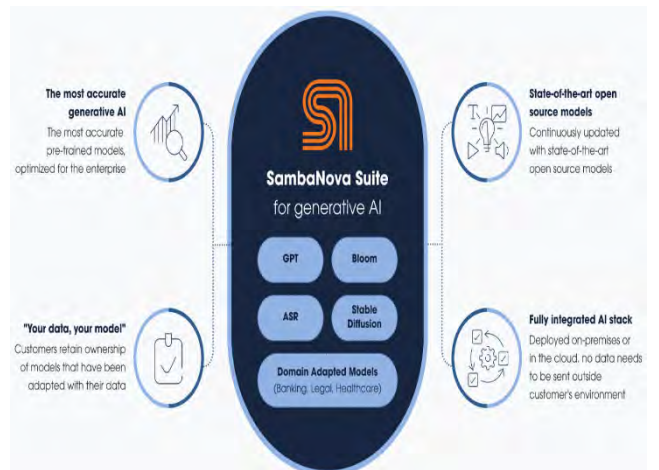 The most accurate
generative AI
The most accurate
pre-trained models,
optimized for the enterprise
"Your data, your model"
Customers retain ownership
of models that have been
adapted with their data
SambaNova Suite
for generative AI
GPT
Bloom
ASR
Stable
Diffusion
Domain Adapted Models
(Banking, Legal, Healthcare)
State-of-the-art open
source models
Continuously updated
with state-of-the-art
open source models
Fully integrated AI stack
Deployed on-premises or
in the cloud, no data needs
to be sent outside
customer's environment